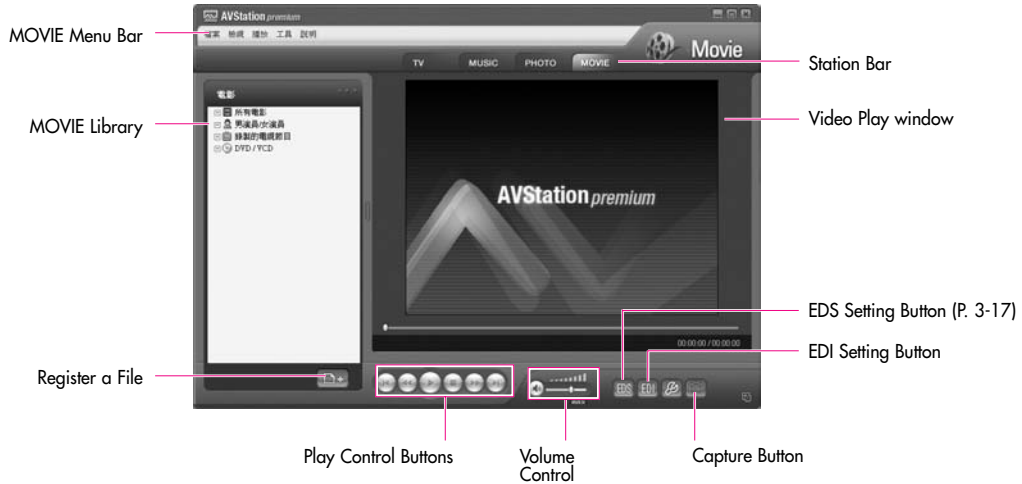 AVStation premium
MOVIE Menu Bar
檔案 檢視 播放 工具 說明
Movie
TV MUSIC PHOTO MOVIE
Station Bar
電影
MOVIE Library
所有電影
男演員/女演員
錄製的電視節目
DVD / VCD
Video Play window
AVStation premium
EDS Setting Button (P. 3-17)
00:00:00 / 00:00:00
EDI Setting Button
Register a File
EDS EDI
Play Control Buttons
Volume
Control
Capture Button